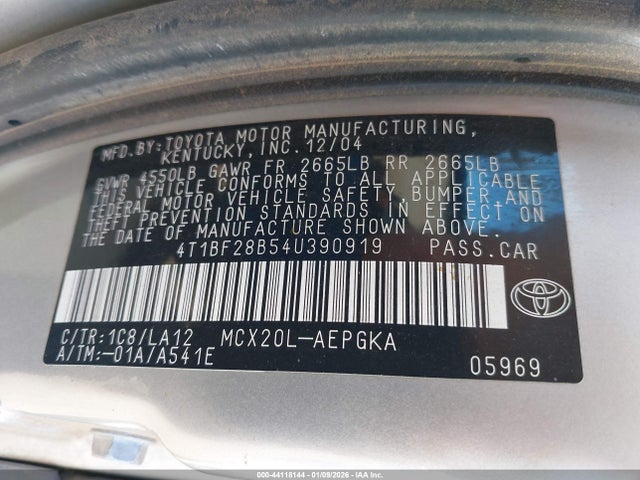 MFD.BY: TOYOTA MOTOR MANUFACTURING,
KENTUCKY, INC. 12/04
GVWR 4550LB GAWR FR 2665LB RR 2665LB
THIS VEHICLE CONFORMS TO ALL APPLICABLE
FEDERAL MOTOR VEHICLE SAFETY, BUMPER, AND
THEFT PREVENTION STANDARDS IN EFFECT ON
THE DATE OF MANUFACTURE SHOWN ABOVE.
4T1BF28B54U390919 PASS.CAR
C/TR:1C8/LA12 MCX20L-AEPGKA
A/TM:-01A/A541E
05969
000-44118144 | 01/09/2026 - IAA, Inc.